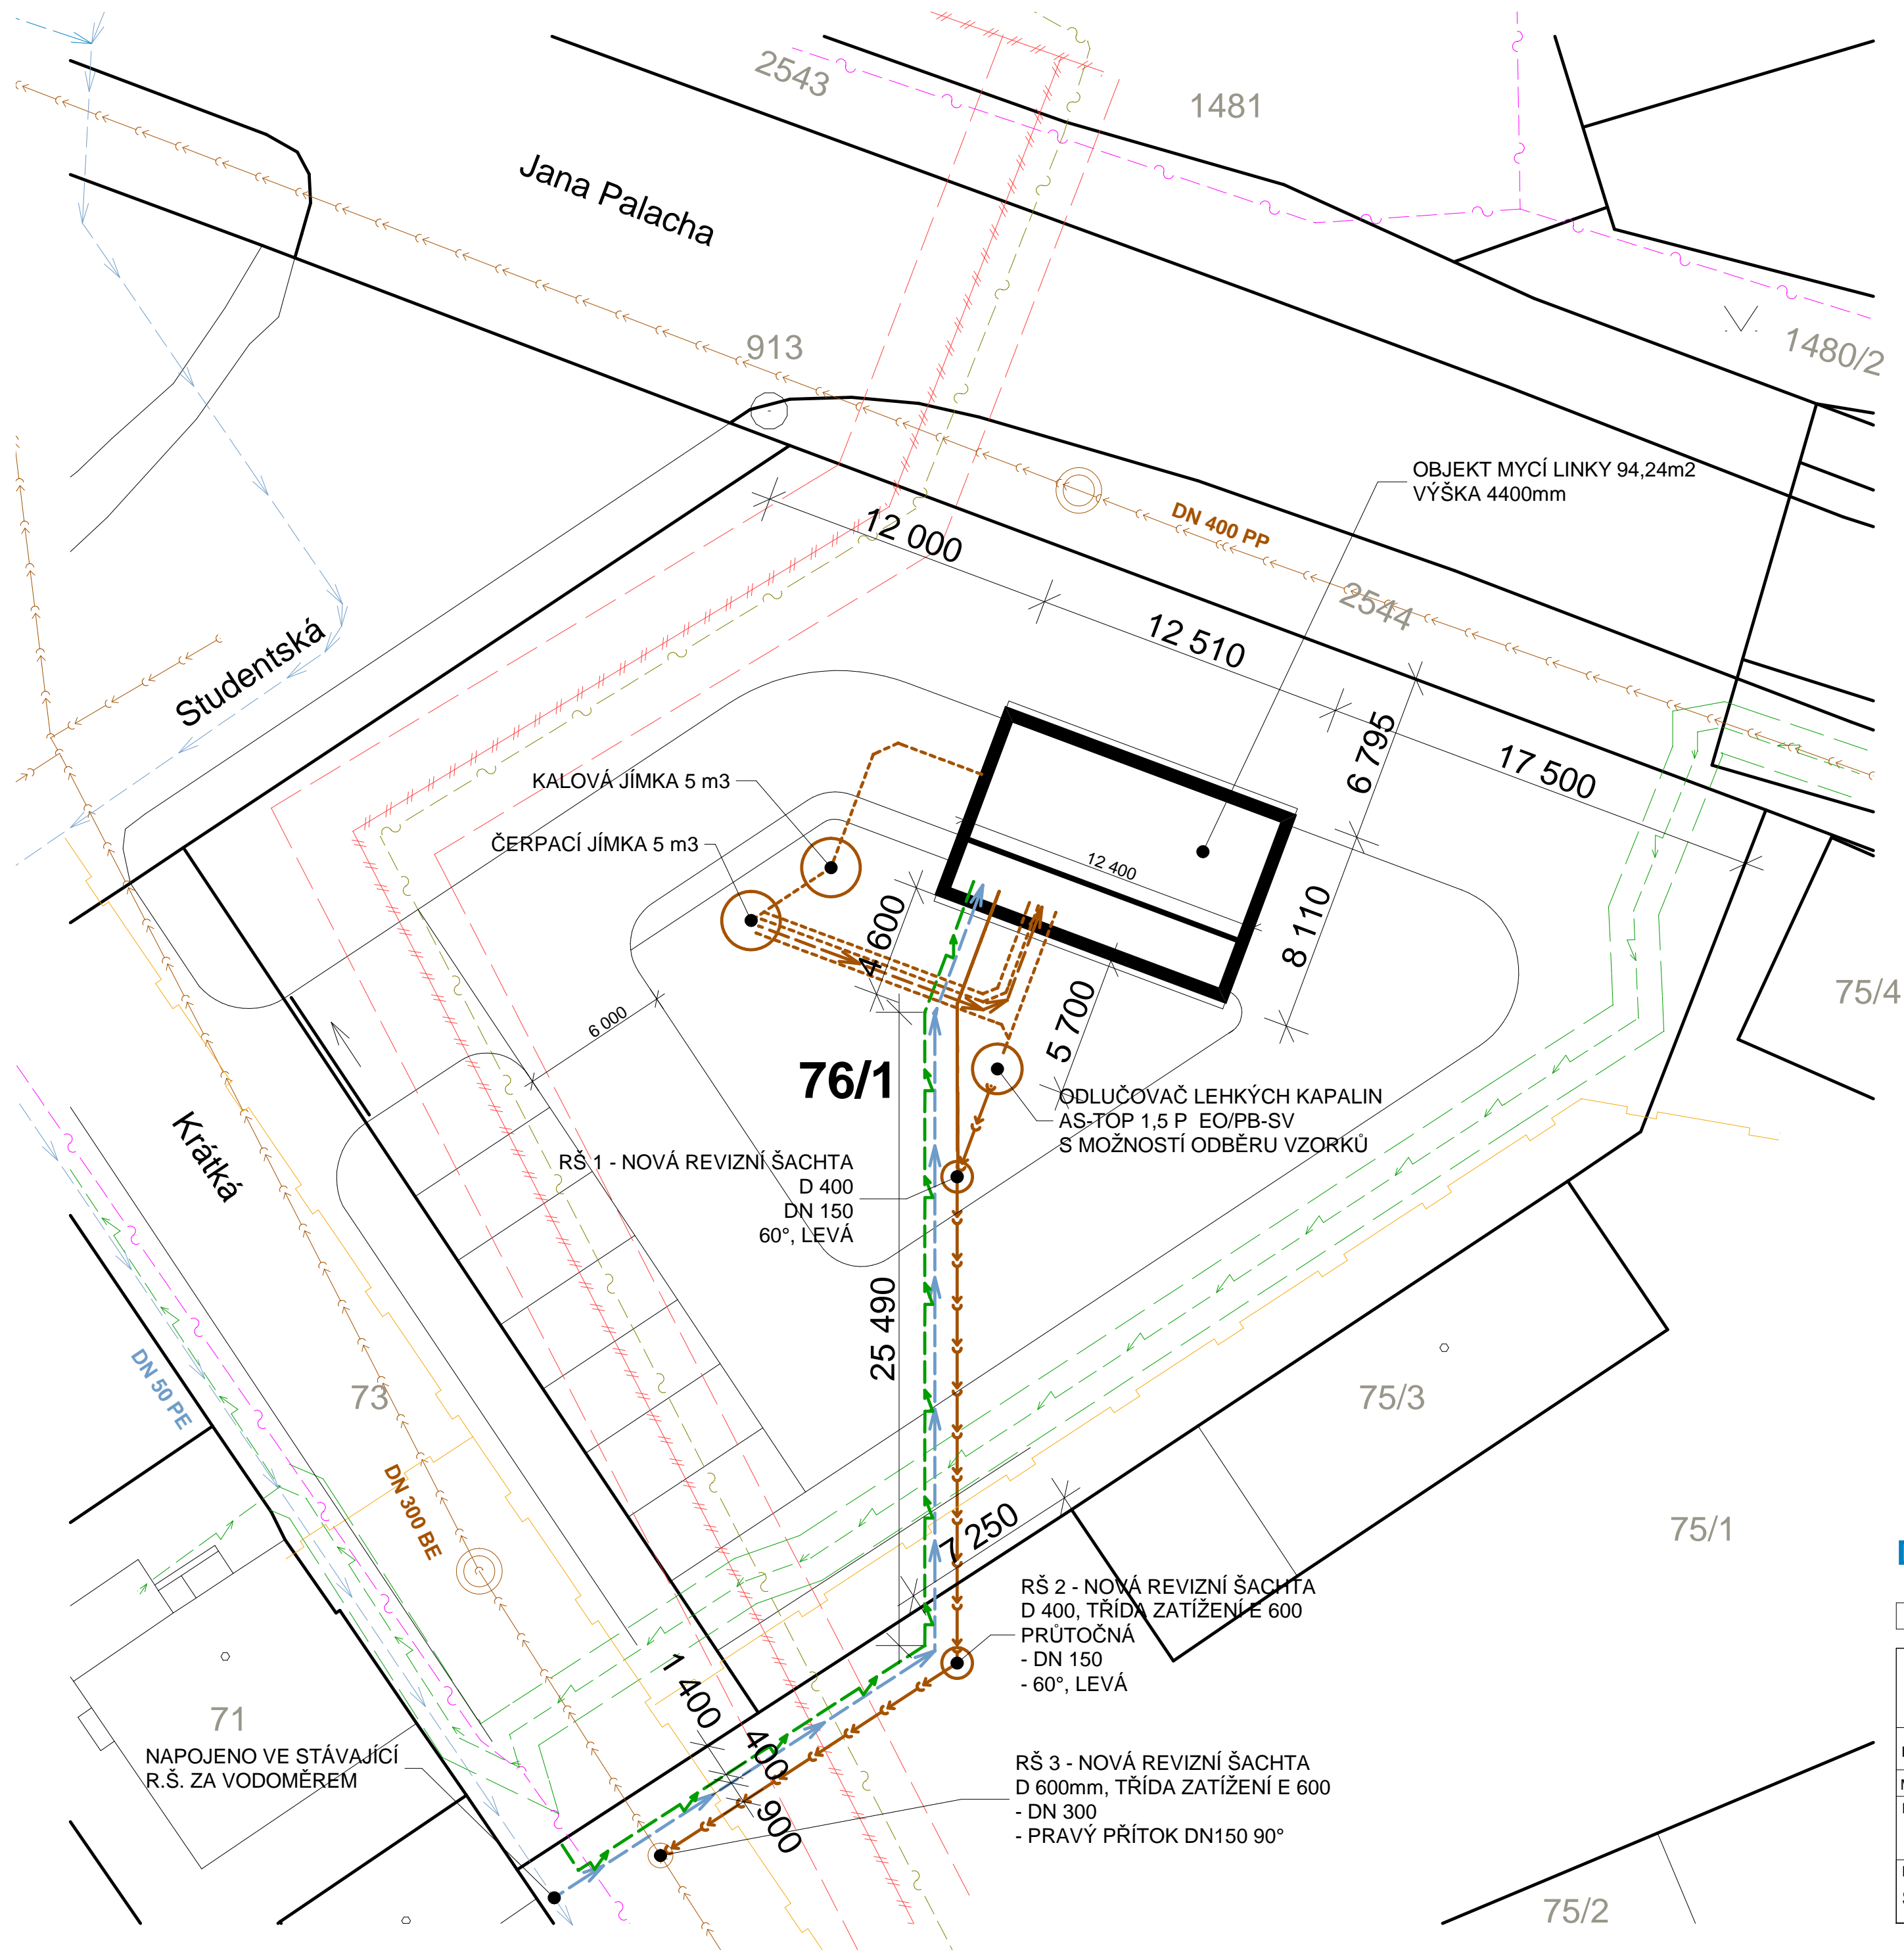 2543
1481
Jana Palacha
1480/2
913
OBJEKT MYCÍ LINKY 94,24m2
VÝŠKA 4400mm
DN 400 PP
12 000
2544
12 510
Studentská
6 795
17 500
KALOVÁ JÍMKA 5 m3
ČERPACÍ JÍMKA 5 m3
12 400
4 600
8 110
75/4
6 000
5 700
76/1
ODLUČOVAČ LEHKÝCH KAPALIN
AS-TOP 1,5 P EO/PB-SV
S MOŽNOSTÍ ODBĚRU VZORKŮ
Krátká
RŠ 1 - NOVÁ REVIZNÍ ŠACHTA
D 400
DN 150
60°, LEVÁ
25 490
DN 50 PE
73
75/3
DN 300 BE
7 250
75/1
RŠ 2 - NOVÁ REVIZNÍ ŠACHTA
D 400, TŘÍDA ZATÍŽENÍ E 600
PRŮTOČNÁ
- DN 150
- 60°, LEVÁ
1 400
71
400
NAPOJENO VE STÁVAJÍCÍ
R.Š. ZA VODOMĚREM
900
RŠ 3 - NOVÁ REVIZNÍ ŠACHTA
D 600mm, TŘÍDA ZATÍŽENÍ E 600
- DN 300
- PRAVÝ PŘÍTOK DN150 90°
75/2